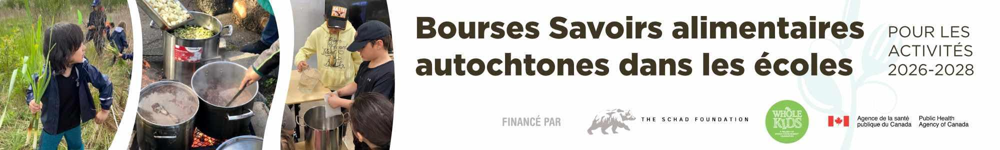 Bourses Savoirs alimentaires
autochtones dans les écoles
POUR LES
ACTIVITÉS
2026-2028
FINANCÉ PAR
THE SCHAD FOUNDATION
WHOLE
KIDS
Agence de la santé
publique du Canada
Public Health
Agency of Canada
NATIVE